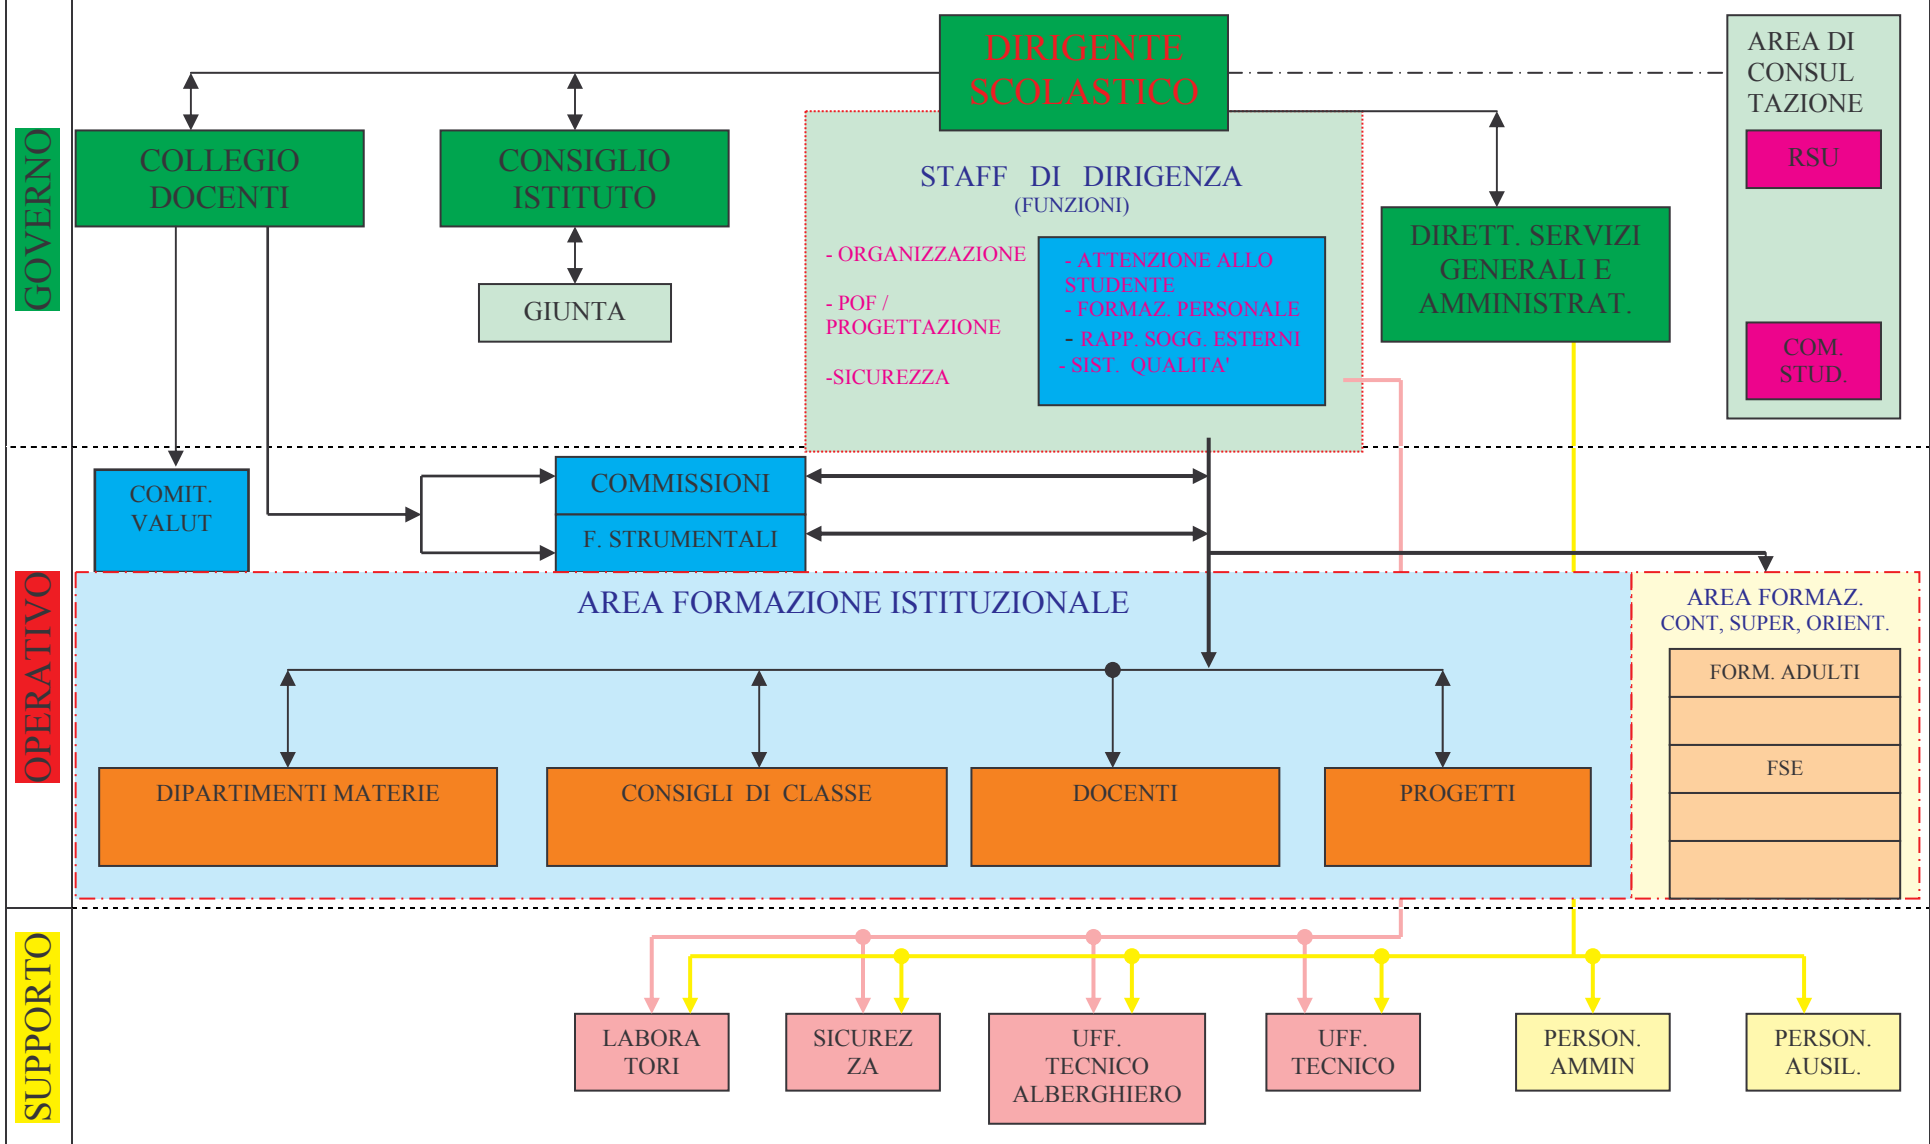 GOVERNO
DIRIGENTE
SCOLASTICO
AREA DI
CONSUL
TAZIONE
RSU
COM.
STUD.
COLLEGIO
DOCENTI
CONSIGLIO
ISTITUTO
GIUNTA
STAFF DI DIRIGENZA
(FUNZIONI)
- ORGANIZZAZIONE
- POF /
PROGETTAZIONE
-SICUREZZA
- ATTENZIONE ALLO
STUDENTE
- FORMAZ. PERSONALE
- RAPP. SOGG. ESTERNI
- SIST. QUALITA'
DIRETT. SERVIZI
GENERALI E
AMMINISTRAT.
OPERATIVO
COMIT.
VALUT
COMMISSIONI
F. STRUMENTALI
AREA FORMAZIONE ISTITUZIONALE
DIPARTIMENTI MATERIE
CONSIGLI DI CLASSE
DOCENTI
PROGETTI
AREA FORMAZ.
CONT, SUPER, ORIENT.
FORM. ADULTI
FSE
SUPPORTO
LABORA
TORI
SICUREZ
ZA
UFF.
TECNICO
ALBERGHIERO
UFF.
TECNICO
PERSON.
AMMIN
PERSON.
AUSIL.